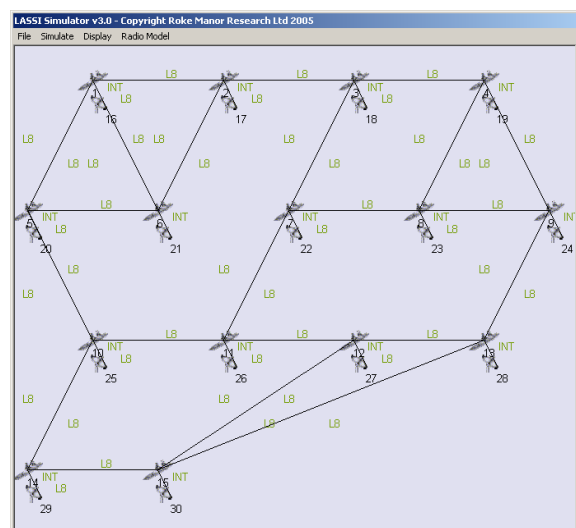 LASSI Simulator v3.0 - Copyright Roke Manor Research Ltd 2005
File Simulate Display Radio Model
L8 L8 L8
1 INT 2 INT 3 INT 4 INT
L8 L8 L8
16 17 18 19
L8 L8 L8 L8 L8 L8
L8 L8 L8 L8 L8 L8
L8 L8 L8
5 INT 6 INT 7 INT 8 INT 9 INT
L8 L8 L8
20 21 22 23 24
L8 L8 L8
L8 L8 L8 L8
L8 L8 L8
10 INT 11 INT 12 INT 13 INT
L8 L8 L8
25 26 27 28
L8 L8 L8
L8 L8 L8
L8
14 INT 15 INT
L8
29 30